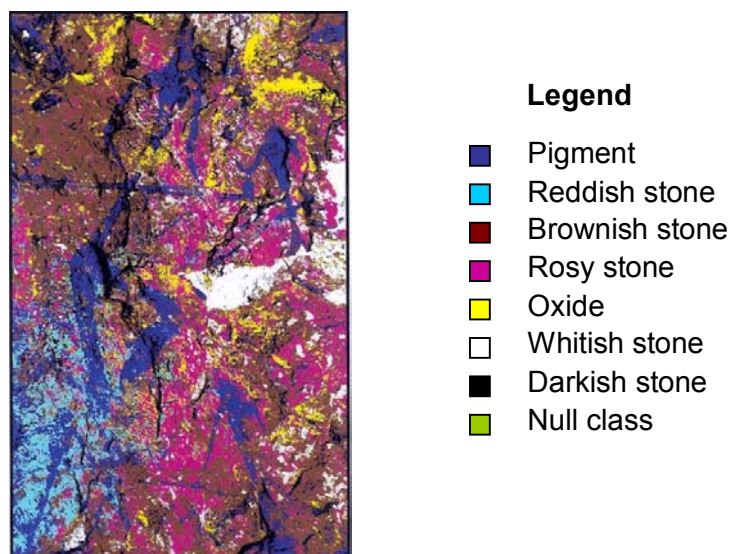 Legend
Pigment
Reddish stone
Brownish stone
Rosy stone
Oxide
Whitish stone
Darkish stone
Null class